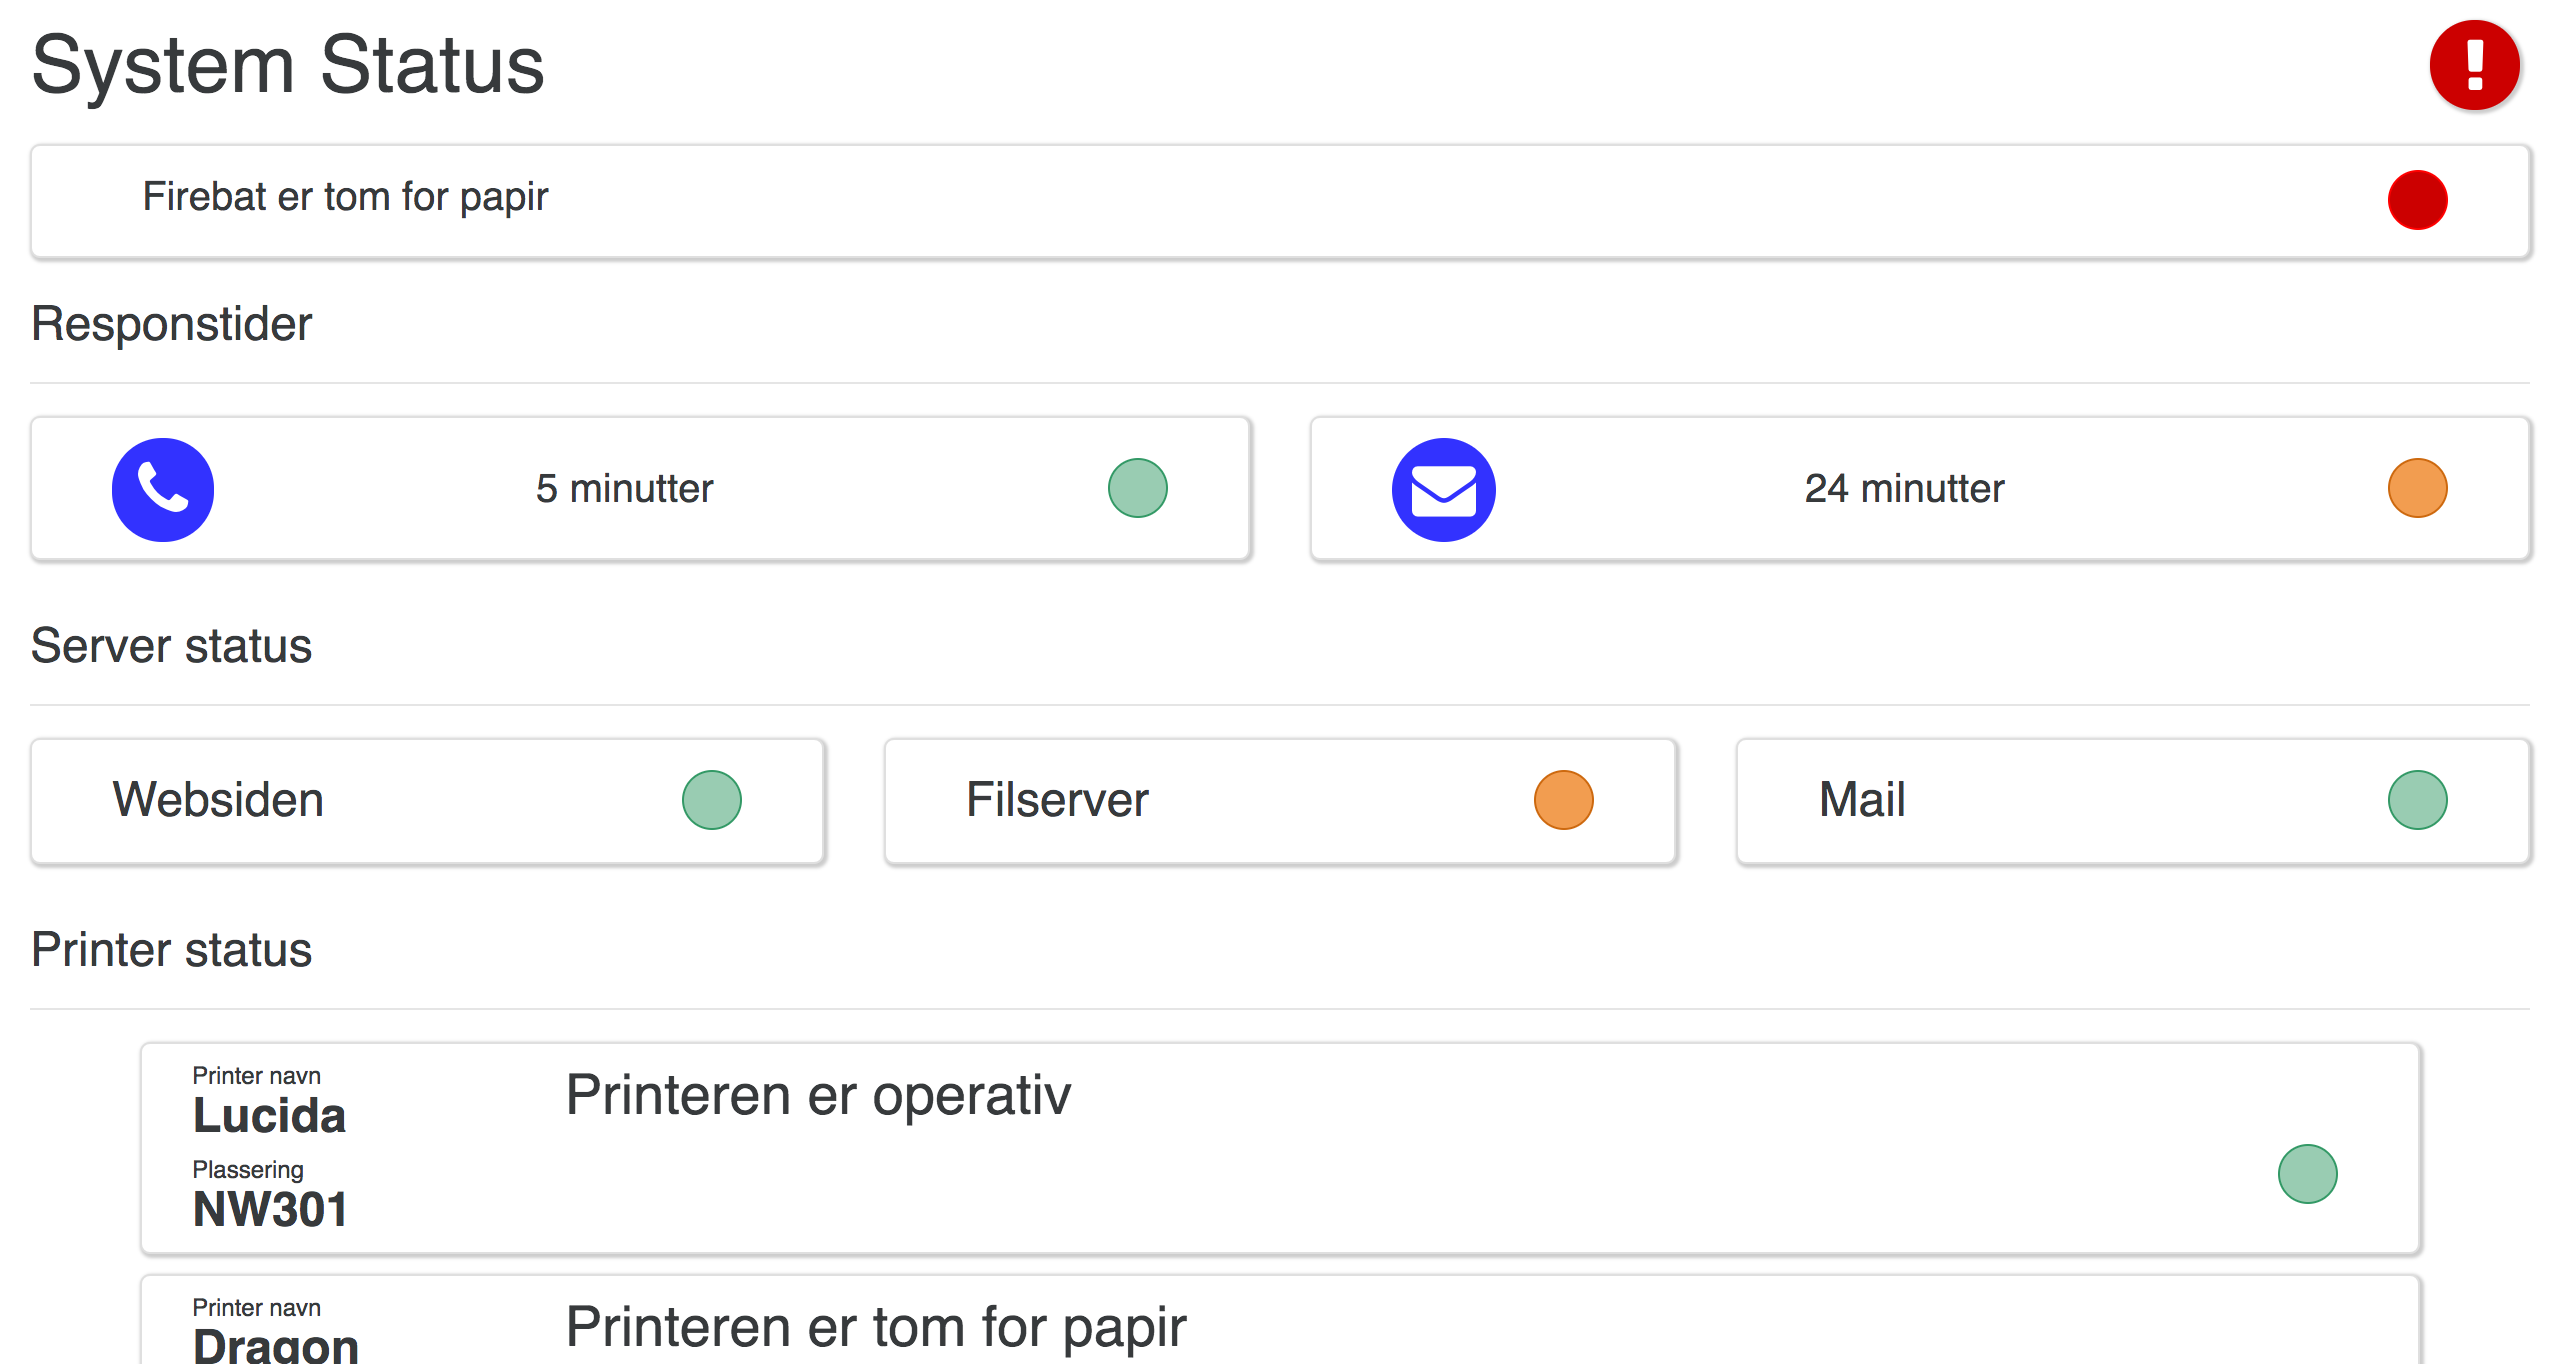 System Status
Firebat er tom for papir
Responstider
5 minutter
24 minutter
Server status
Websiden
Filserver
Mail
Printer status
Printer navn
Printeren er operativ
Lucida
Plassering
NW301
Printer navn
Printeren er tom for papir
Dragon